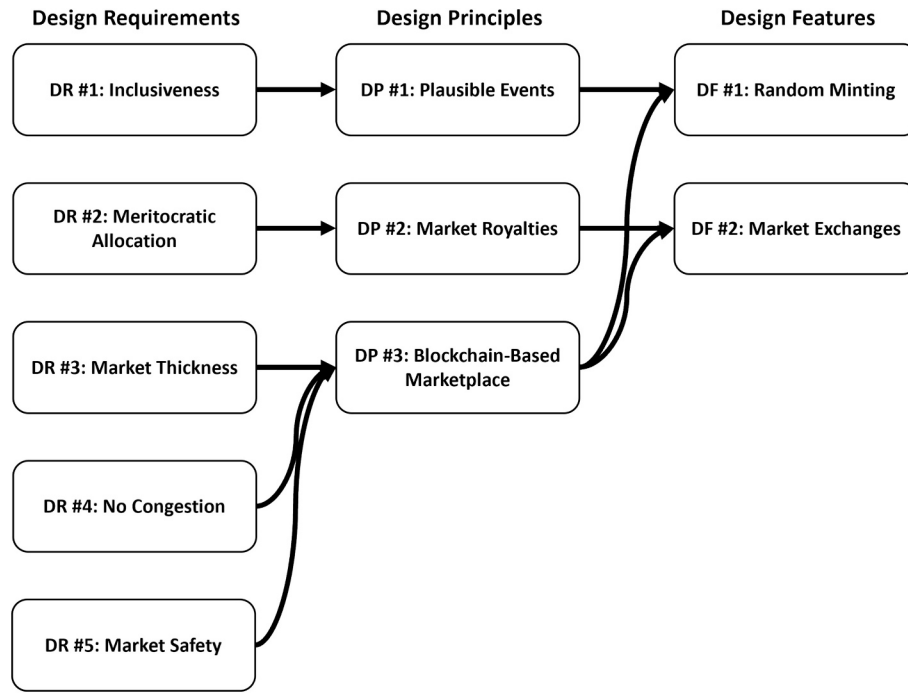 Design Requirements
Design Principles
Design Features
DR #1: Inclusiveness
DP #1: Plausible Events
DF #1: Random Minting
DR #2: Meritocratic
Allocation
DP #2: Market Royalties
DF #2: Market Exchanges
DR #3: Market Thickness
DP #3: Blockchain-Based
Marketplace
DR #4: No Congestion
DR #5: Market Safety